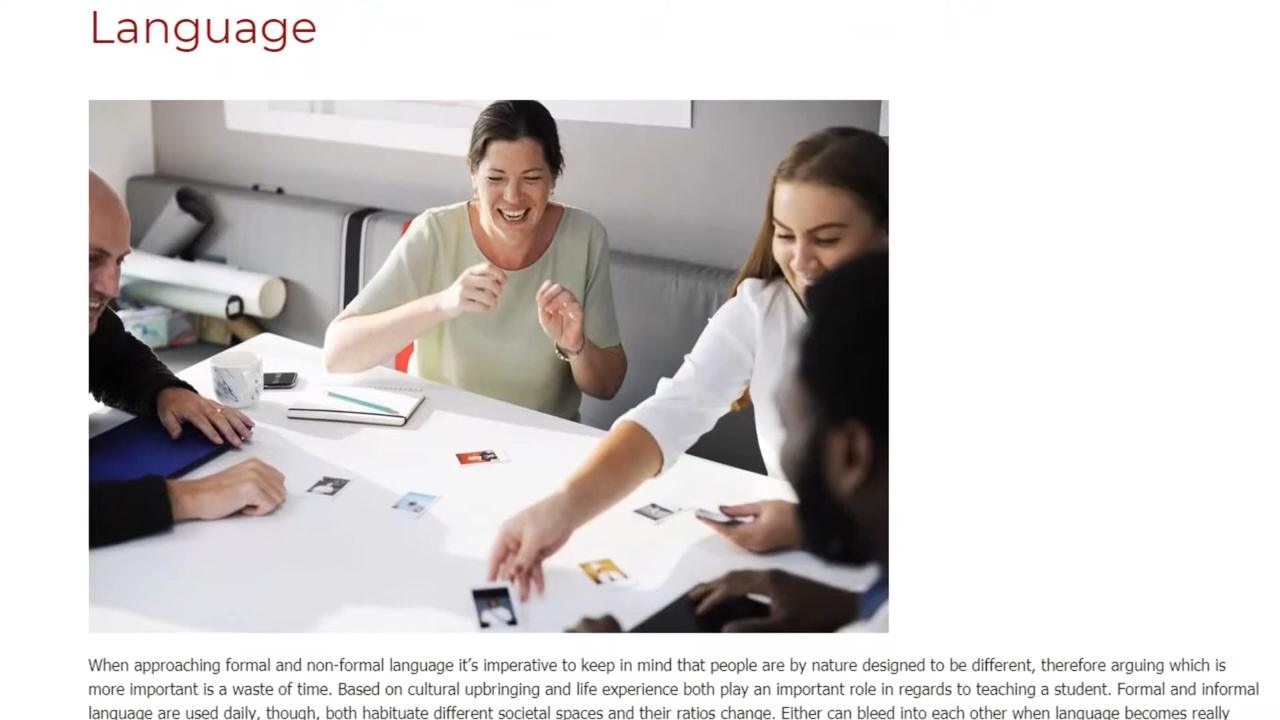 Language
When approaching formal and non-formal language it’s imperative to keep in mind that people are by nature designed to be different, therefore arguing which is
more important is a waste of time. Based on cultural upbringing and life experience both play an important role in regards to teaching a student. Formal and informal
language are used daily, though, both habituate different societal spaces and their ratios change. Either can bleed into each other when language becomes really